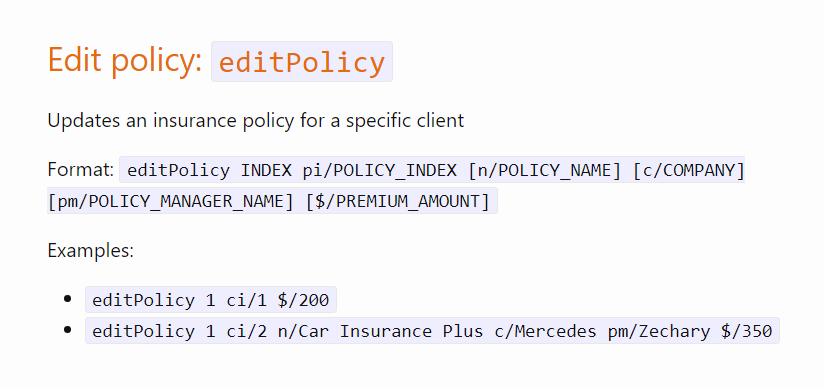 Edit policy: editPolicy
Updates an insurance policy for a specific client
Format: editPolicy INDEX pi/POLICY_INDEX [n/POLICY_NAME] [c/COMPANY]
[pm/POLICY_MANAGER_NAME] [$/PREMIUM_AMOUNT]
Examples:
editPolicy 1 ci/1 $/200
editPolicy 1 ci/2 n/Car Insurance Plus c/Mercedes pm/Zechary $/350